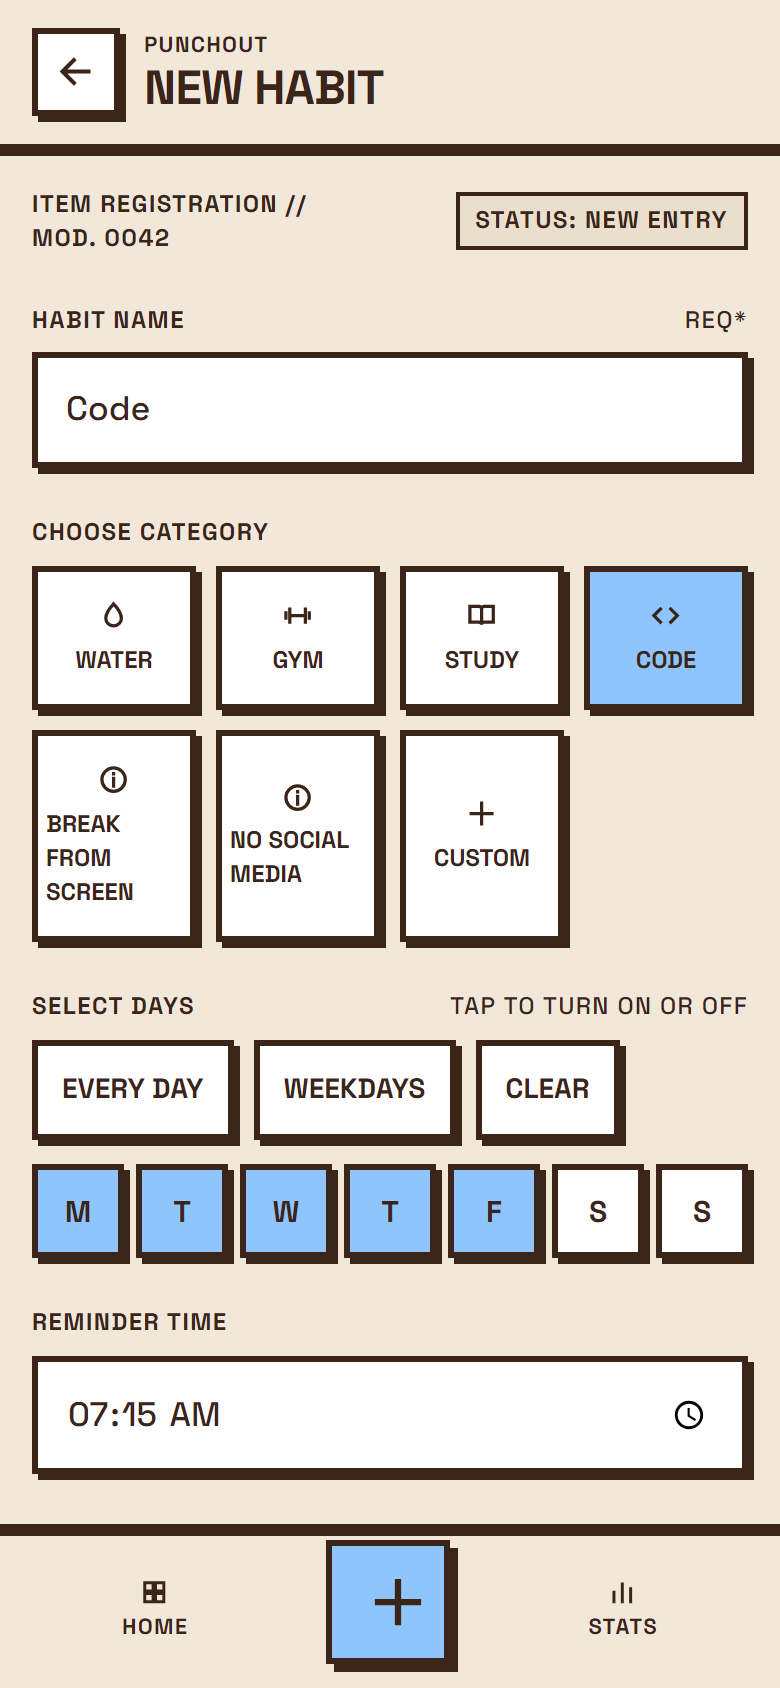 PUNCHOUT
NEW HABIT
ITEM REGISTRATION //
MOD. 0042
STATUS: NEW ENTRY
HABIT NAME
REQ*
Code
CHOOSE CATEGORY
WATER
GYM
STUDY
CODE
BREAK
FROM
SCREEN
NO SOCIAL
MEDIA
CUSTOM
SELECT DAYS
TAP TO TURN ON OR OFF
EVERY DAY
WEEKDAYS
CLEAR
M
T
W
T
F
S
S
REMINDER TIME
07:15 AM
HOME
STATS